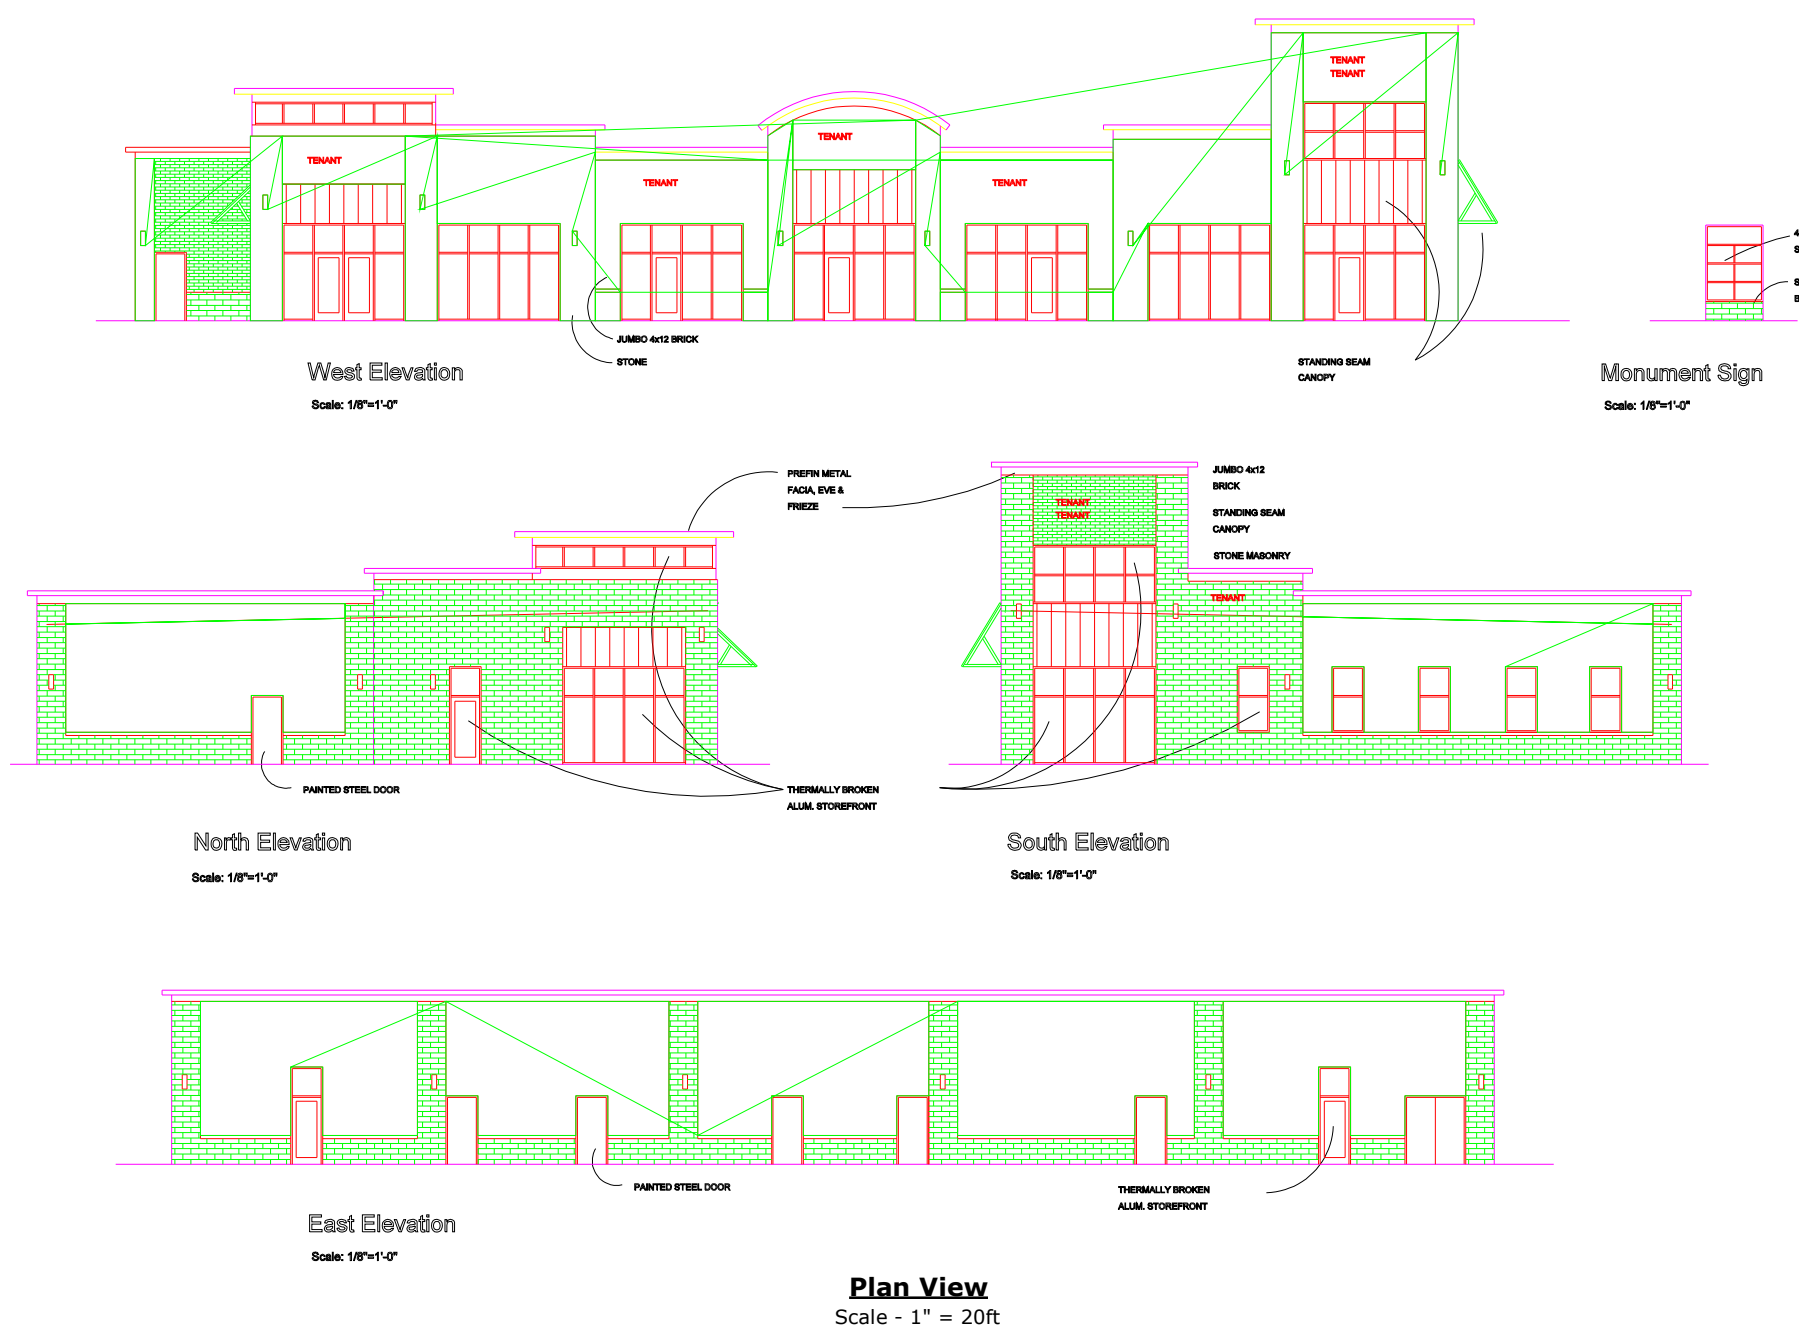 TENANT
TENANT
TENANT
TENANT
TENANT
TENANT
JUMBO 4x12 BRICK
STONE
STANDING SEAM
CANOPY
4
S
S
B
West Elevation
Scale: 1/8"=1'-0"
Monument Sign
Scale: 1/8"=1'-0"
PREFIN METAL
FACIA, EVE &
FRIEZE
TENANT
TENANT
JUMBO 4x12
BRICK
STANDING SEAM
CANOPY
STONE MASONRY
TENANT
PAINTED STEEL DOOR
THERMALLY BROKEN
ALUM. STOREFRONT
North Elevation
Scale: 1/8"=1'-0"
South Elevation
Scale: 1/8"=1'-0"
PAINTED STEEL DOOR
THERMALLY BROKEN
ALUM. STOREFRONT
East Elevation
Scale: 1/8"=1'-0"
Plan View
Scale - 1" = 20ft